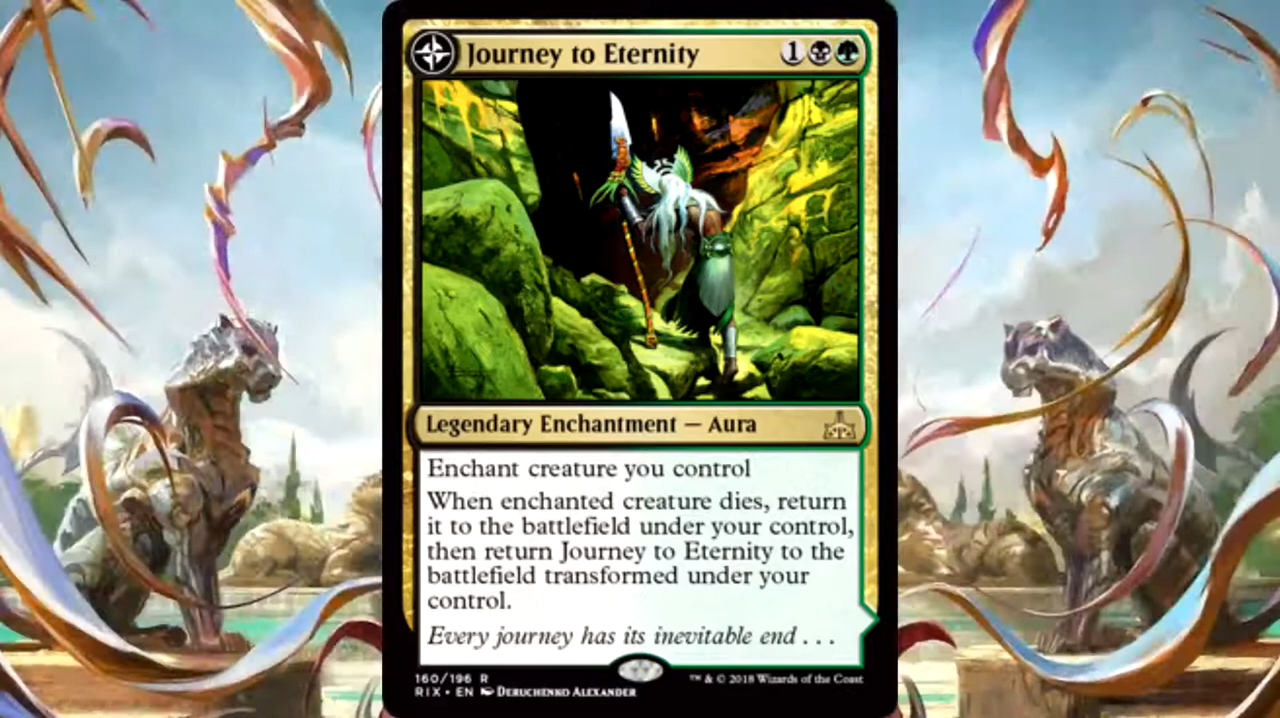 Journey to Eternity 1
Legendary Enchantment — Aura
Enchant creature you control
When enchanted creature dies, return
it to the battlefield under your control,
then return Journey to Eternity to the
battlefield transformed under your
control.
Every journey has its inevitable end . . .
160/196 R
RIX • EN Deruchenko Alexander
™ & © 2018 Wizards of the Coast